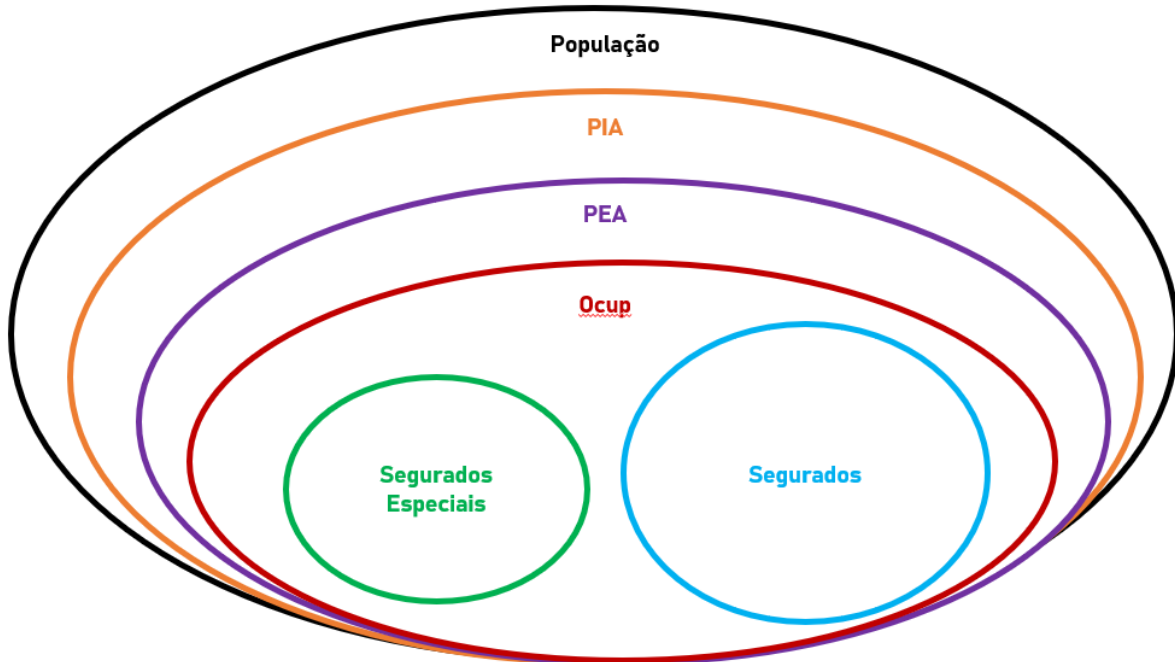 População
PIA
PEA
Ocup
Segurados
Especiais
Segurados